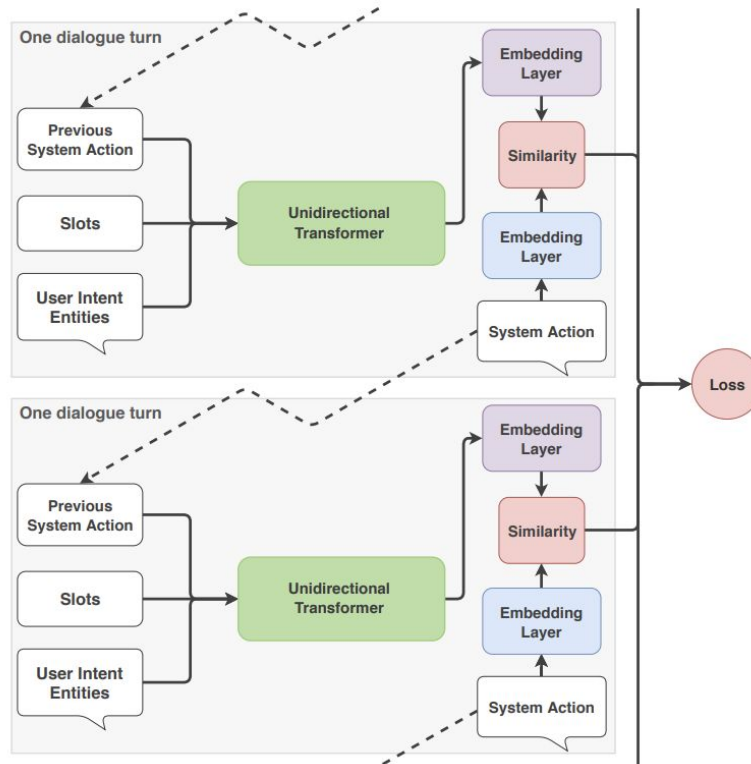 One dialogue turn
Embedding
Layer
Previous
System Action
Similarity
Unidirectional
Transformer
Slots
Embedding
Layer
User Intent
Entities
System Action
Loss
One dialogue turn
Embedding
Layer
Previous
System Action
Similarity
Unidirectional
Transformer
Slots
Embedding
Layer
User Intent
Entities
System Action